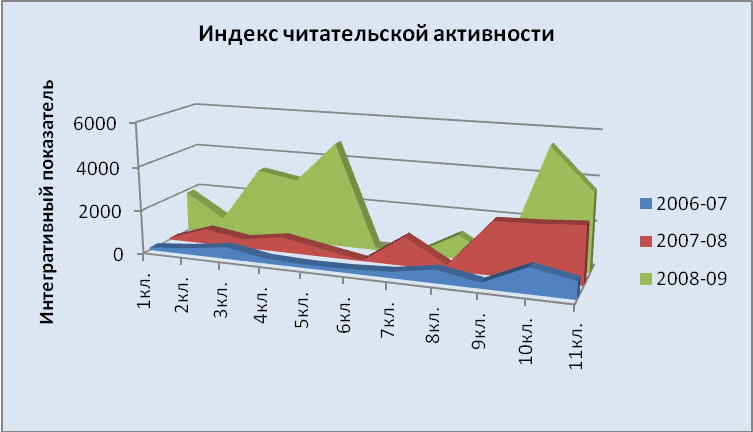 Индекс читательской активности
Интегративный показатель
6000
4000
2000
0
1кл.
2кл.
3кл.
4кл.
5кл.
6кл.
7кл.
8кл.
9кл.
10кл.
11кл.
2006-07
2007-08
2008-09